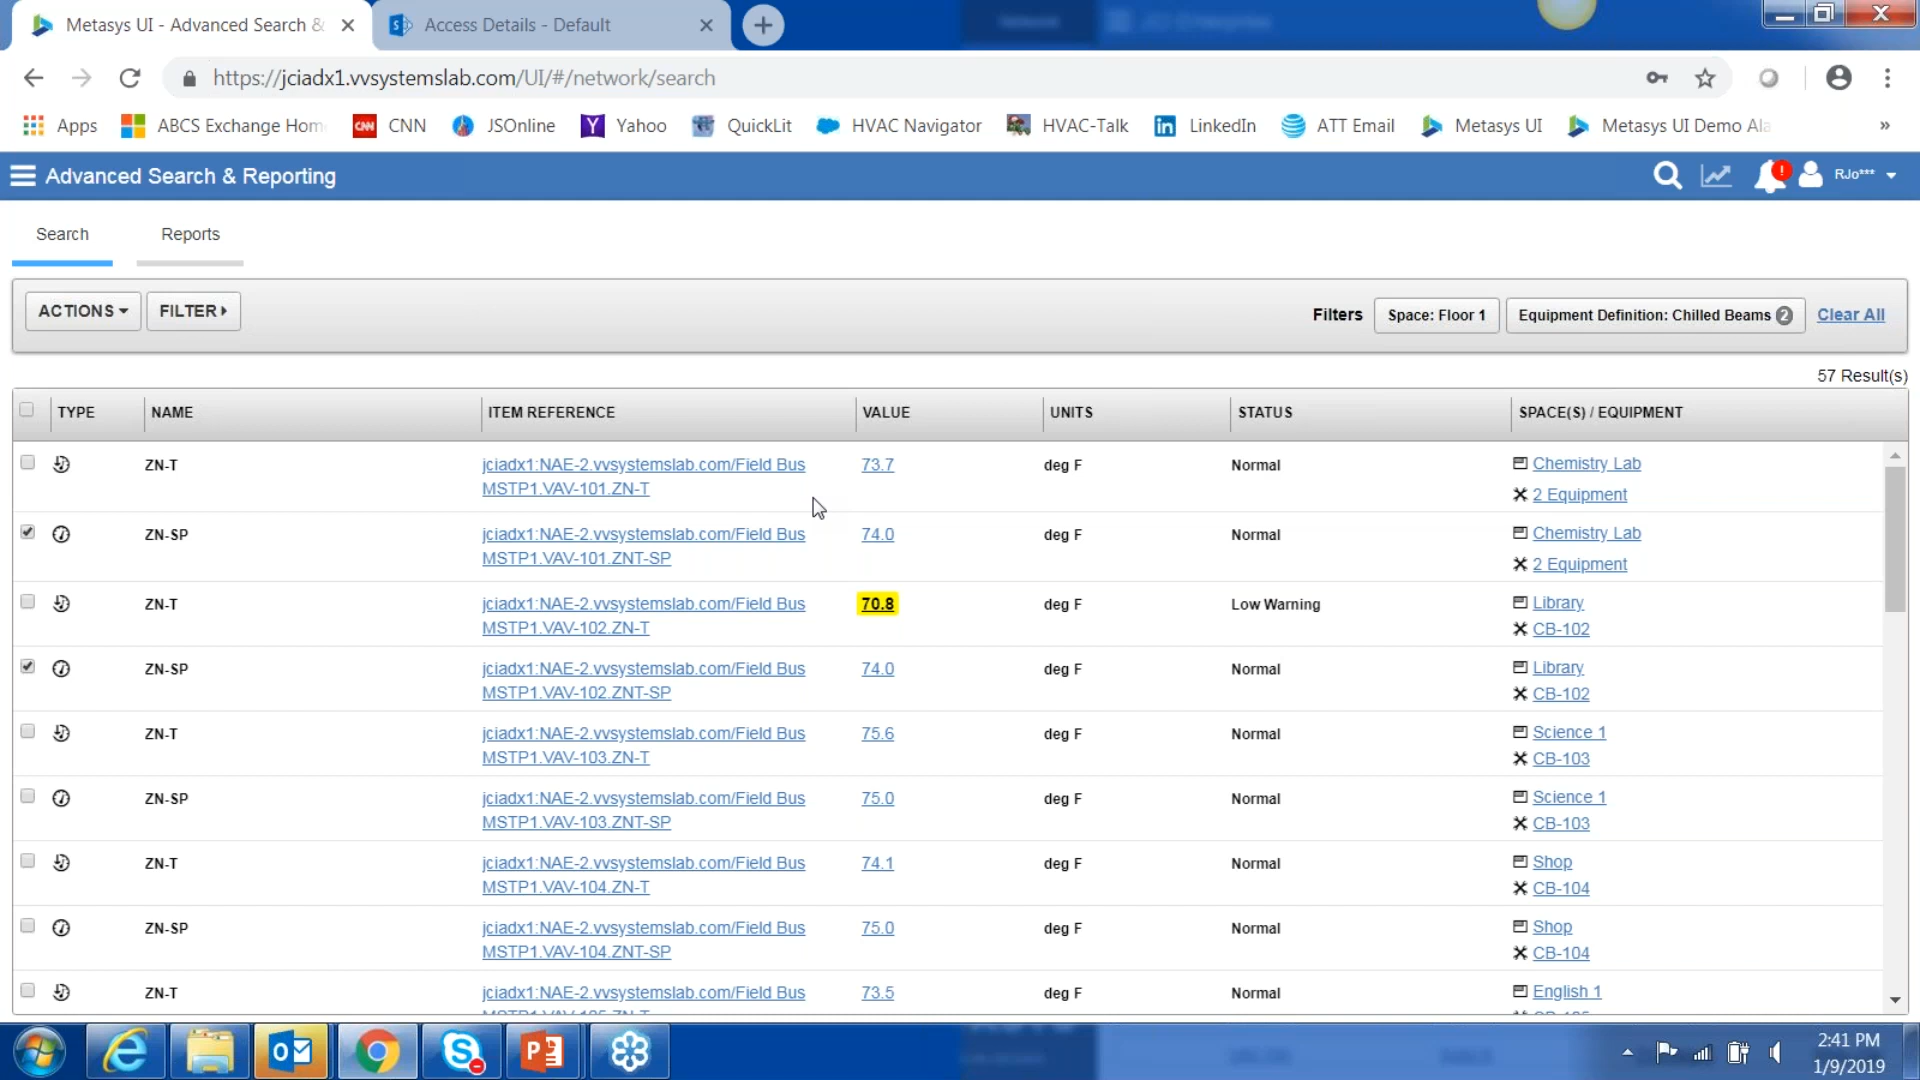 Metasys UI - Advanced Search &
Access Details - Default
https://jciadx1.vvsystemslab.com/UI/#/network/search
Apps
ABCS Exchange Hom
CNN
JSOnline
Yahoo
QuickLit
HVAC Navigator
HVAC-Talk
LinkedIn
ATT Email
Metasys UI
Metasys UI Demo Ala
»
Advanced Search & Reporting
RJo***
Search
Reports
ACTIONS
FILTER
Filters
Space: Floor 1
Equipment Definition: Chilled Beams 2
Clear All
57 Result(s)
TYPE NAME ITEM REFERENCE VALUE UNITS STATUS SPACE(S) / EQUIPMENT
ZN-T jciadx1:NAE-2.vvsystemslab.com/Field Bus 73.7 deg F Normal Chemistry Lab
MSTP1.VAV-101.ZN-T 2 Equipment
ZN-SP jciadx1:NAE-2.vvsystemslab.com/Field Bus 74.0 deg F Normal Chemistry Lab
MSTP1.VAV-101.ZNT-SP 2 Equipment
ZN-T jciadx1:NAE-2.vvsystemslab.com/Field Bus 70.8 deg F Low Warning Library
MSTP1.VAV-102.ZN-T CB-102
ZN-SP jciadx1:NAE-2.vvsystemslab.com/Field Bus 74.0 deg F Normal Library
MSTP1.VAV-102.ZNT-SP CB-102
ZN-T jciadx1:NAE-2.vvsystemslab.com/Field Bus 75.6 deg F Normal Science 1
MSTP1.VAV-103.ZN-T CB-103
ZN-SP jciadx1:NAE-2.vvsystemslab.com/Field Bus 75.0 deg F Normal Science 1
MSTP1.VAV-103.ZNT-SP CB-103
ZN-T jciadx1:NAE-2.vvsystemslab.com/Field Bus 74.1 deg F Normal Shop
MSTP1.VAV-104.ZN-T CB-104
ZN-SP jciadx1:NAE-2.vvsystemslab.com/Field Bus 75.0 deg F Normal Shop
MSTP1.VAV-104.ZNT-SP CB-104
ZN-T jciadx1:NAE-2.vvsystemslab.com/Field Bus 73.5 deg F Normal English 1
2:41 PM
1/9/2019